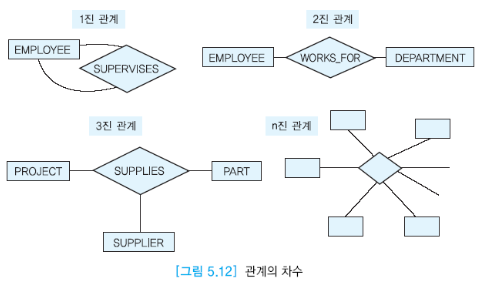 1진 관계
EMPLOYEE
SUPERVISES
2진 관계
EMPLOYEE
WORKS_FOR
DEPARTMENT
3진 관계
PROJECT
SUPPLIES
PART
SUPPLIER
n진 관계
[그림 5.12] 관계의 차수